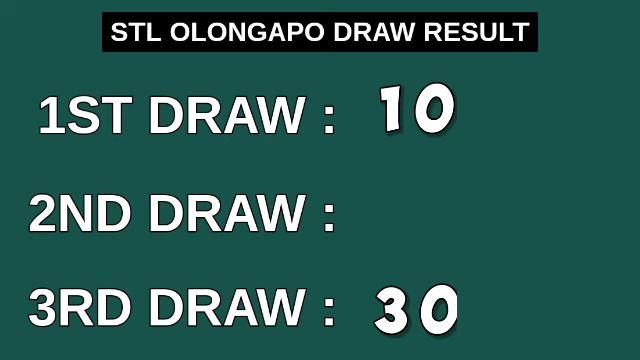 STL OLONGAPO DRAW RESULT
1ST DRAW : 10
2ND DRAW :
3RD DRAW : 30